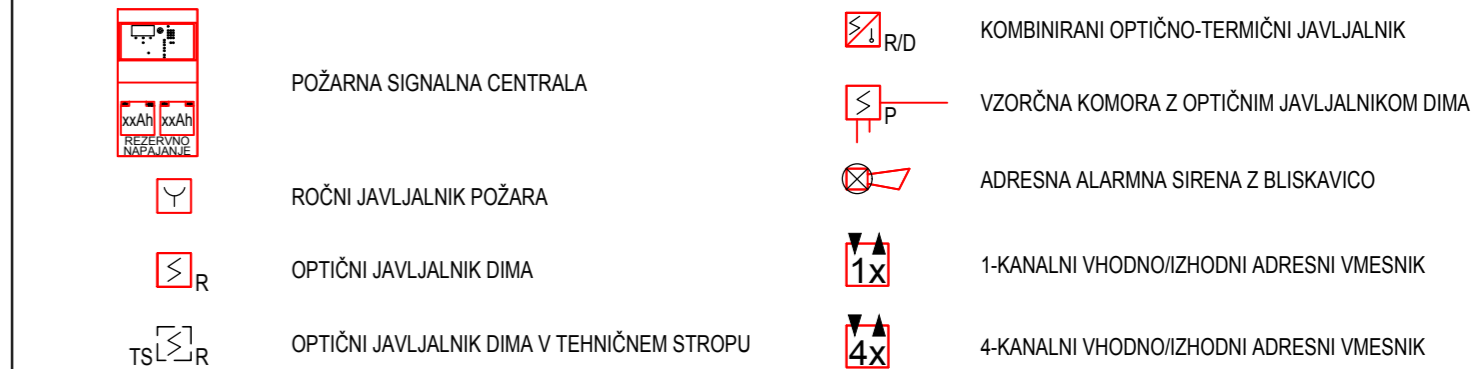 xxAh xxAh
REZERVNO
NAPAJANJE
POŽARNA SIGNALNA CENTRALA
ROČNI JAVLJALNIK POŽARA
R
OPTIČNI JAVLJALNIK DIMA
TS R
OPTIČNI JAVLJALNIK DIMA V TEHNIČNEM STROPU
R/D
KOMBINIRANI OPTIČNO-TERMIČNI JAVLJALNIK
P
VZORČNA KOMORA Z OPTIČNIM JAVLJALNIKOM DIMA
ADRESNA ALARMNA SIRENA Z BLISKAVICO
1x
1-KANALNI VHODNO/IZHODNI ADRESNI VMESNIK
4x
4-KANALNI VHODNO/IZHODNI ADRESNI VMESNIK